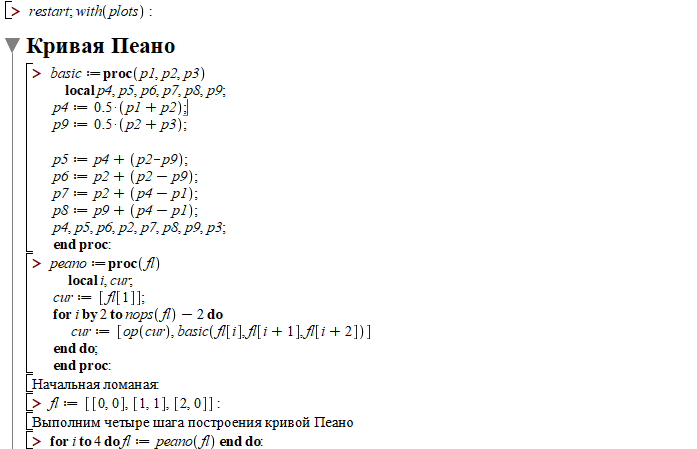 > restart; with(plots) :
Кривая Пеано
> basic := proc(p1, p2, p3)
local p4, p5, p6, p7, p8, p9;
p4 := 0.5·(p1 + p2);
p9 := 0.5·(p2 + p3);
p5 := p4 + (p2-p9);
p6 := p2 + (p2 − p9);
p7 := p2 + (p4 − p1);
p8 := p9 + (p4 − p1);
p4, p5, p6, p2, p7, p8, p9, p3;
end proc:
> peano := proc(fl)
local i, cur;
cur := [fl[1]];
for i by 2 to nops(fl) − 2 do
cur := [op(cur), basic(fl[i],fl[i + 1],fl[i + 2])]
end do;
end proc:
Начальная ломаная:
> fl := [[0, 0], [1, 1], [2, 0]] :
Выполним четыре шага построения кривой Пеано
> for i to 4 do fl := peano(fl) end do: